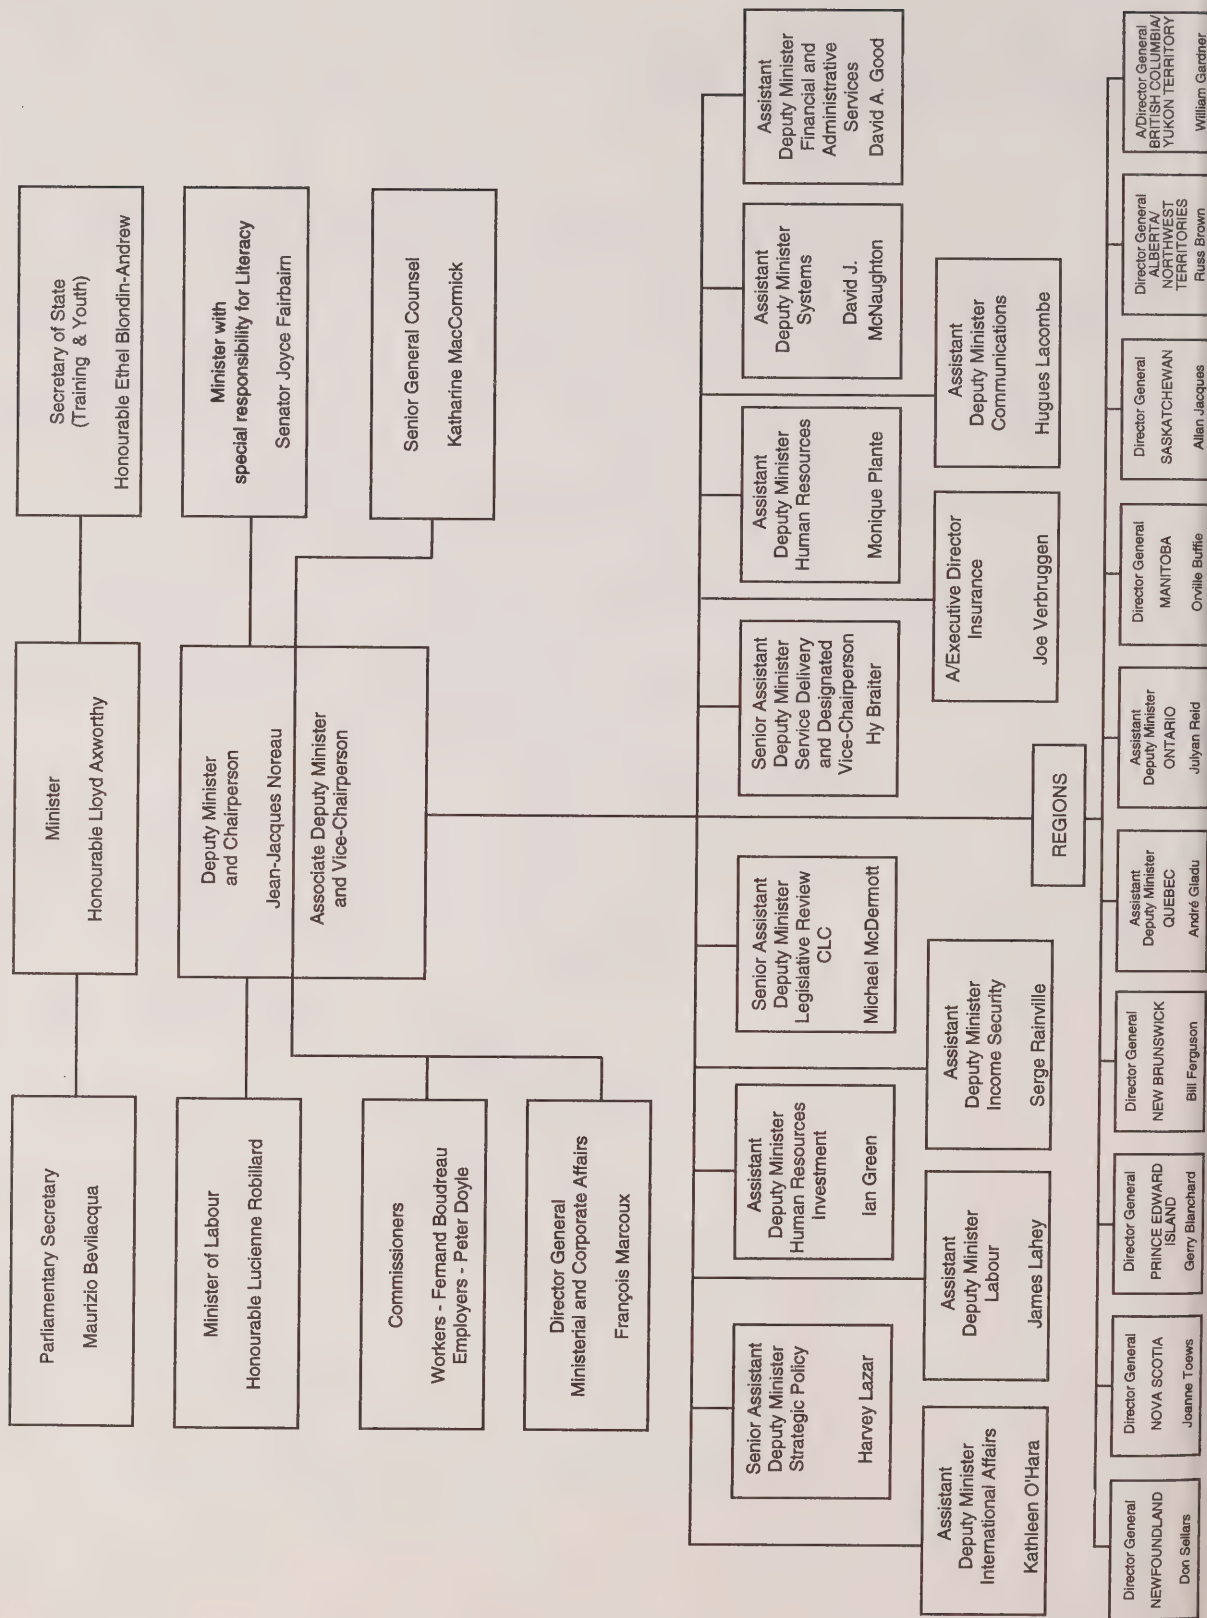 Parliamentary Secretary
Maurizio Bevilacqua
Minister
Honourable Lloyd Axworthy
Secretary of State
(Training & Youth)
Honourable Ethel Blondin-Andrew
Minister of Labour
Honourable Lucienne Robillard
Deputy Minister
and Chairperson
Jean-Jacques Noreau
Associate Deputy Minister
and Vice-Chairperson
Minister with
special responsibility for Literacy
Senator Joyce Fairbairn
Commissioners
Workers - Fernand Boudreau
Employers - Peter Doyle
Senior General Counsel
Katharine MacCormick
Director General
Ministerial and Corporate Affairs
François Marcoux
Senior Assistant
Deputy Minister
Strategic Policy
Harvey Lazar
Assistant
Deputy Minister
Human Resources
Investment
Ian Green
Senior Assistant
Deputy Minister
Legislative Review
CLC
Michael McDermott
Senior Assistant
Deputy Minister
Service Delivery
and Designated
Vice-Chairperson
Hy Braiter
Assistant
Deputy Minister
Human Resources
Monique Plante
Assistant
Deputy Minister
Systems
David J.
McNaughton
Assistant
Deputy Minister
Financial and
Administrative
Services
David A. Good
Assistant
Deputy Minister
International Affairs
Kathleen O'Hara
Assistant
Deputy Minister
Labour
James Lahey
Assistant
Deputy Minister
Income Security
Serge Rainville
A/Executive Director
Insurance
Joe Verbruggen
Assistant
Deputy Minister
Communications
Hugues Lacombe
REGIONS
Director General
NEWFOUNDLAND
Don Sellars
Director General
NOVA SCOTIA
Joanne Toews
Director General
PRINCE EDWARD
ISLAND
Gerry Blanchard
Director General
NEW BRUNSWICK
Bill Ferguson
Assistant
Deputy Minister
QUEBEC
André Gladu
Assistant
Deputy Minister
ONTARIO
Julyan Reid
Director General
MANITOBA
Orville Buffie
Director General
SASKATCHEWAN
Allan Jacques
Director General
ALBERTA/
NORTHWEST
TERRITORIES
Russ Brown
A/Director General
BRITISH COLUMBIA/
YUKON TERRITORY
William Gardner